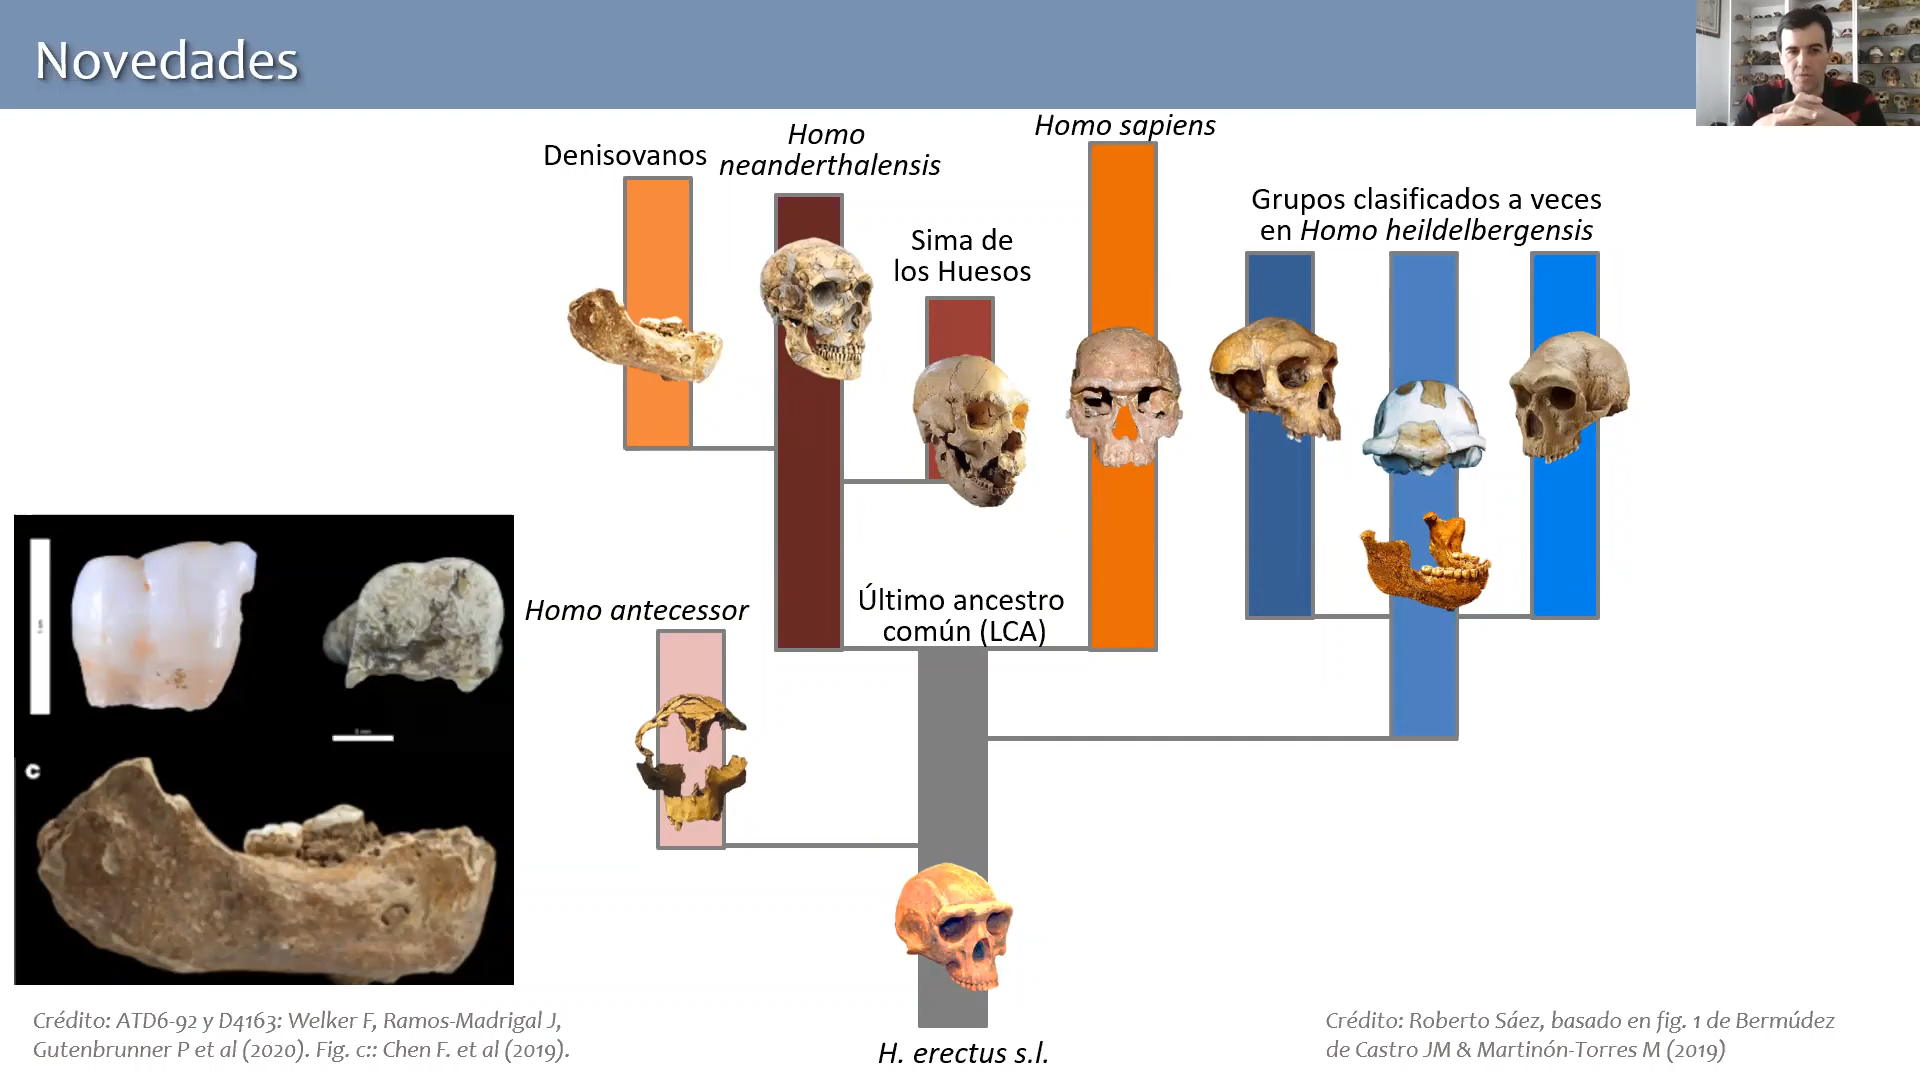 Novedades
Homo sapiens
Homo
neanderthalensis
Denisovanos
Grupos clasificados a veces
en Homo heildelbergensis
Sima de
los Huesos
Último ancestro
común (LCA)
Homo antecessor
C
H. erectus s.l.
Crédito: ATD6-92 y D4163: Welker F, Ramos-Madrigal J,
Gutenbrunner P et al (2020). Fig. c:: Chen F. et al (2019).
Crédito: Roberto Sáez, basado en fig. 1 de Bermúdez
de Castro JM & Martinón-Torres M (2019)